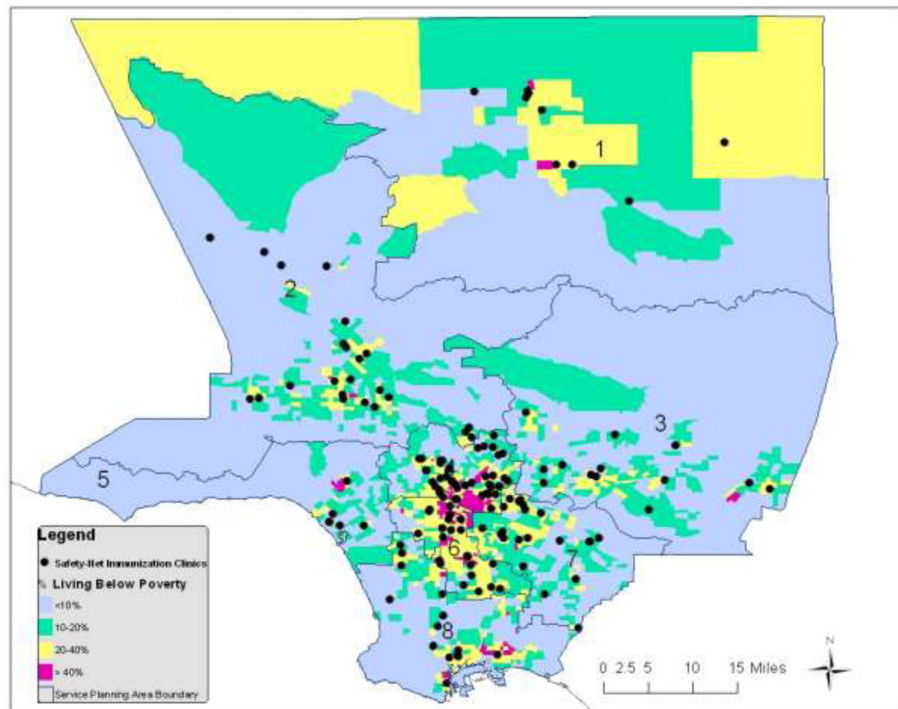 1
2
3
5
6
7
8
Legend
Safety-Net Immunization Clinics
% Living Below Poverty
<10%
10-20%
20-40%
> 40%
Service Planning Area Boundary
N
0 2.5 5 10 15 Miles